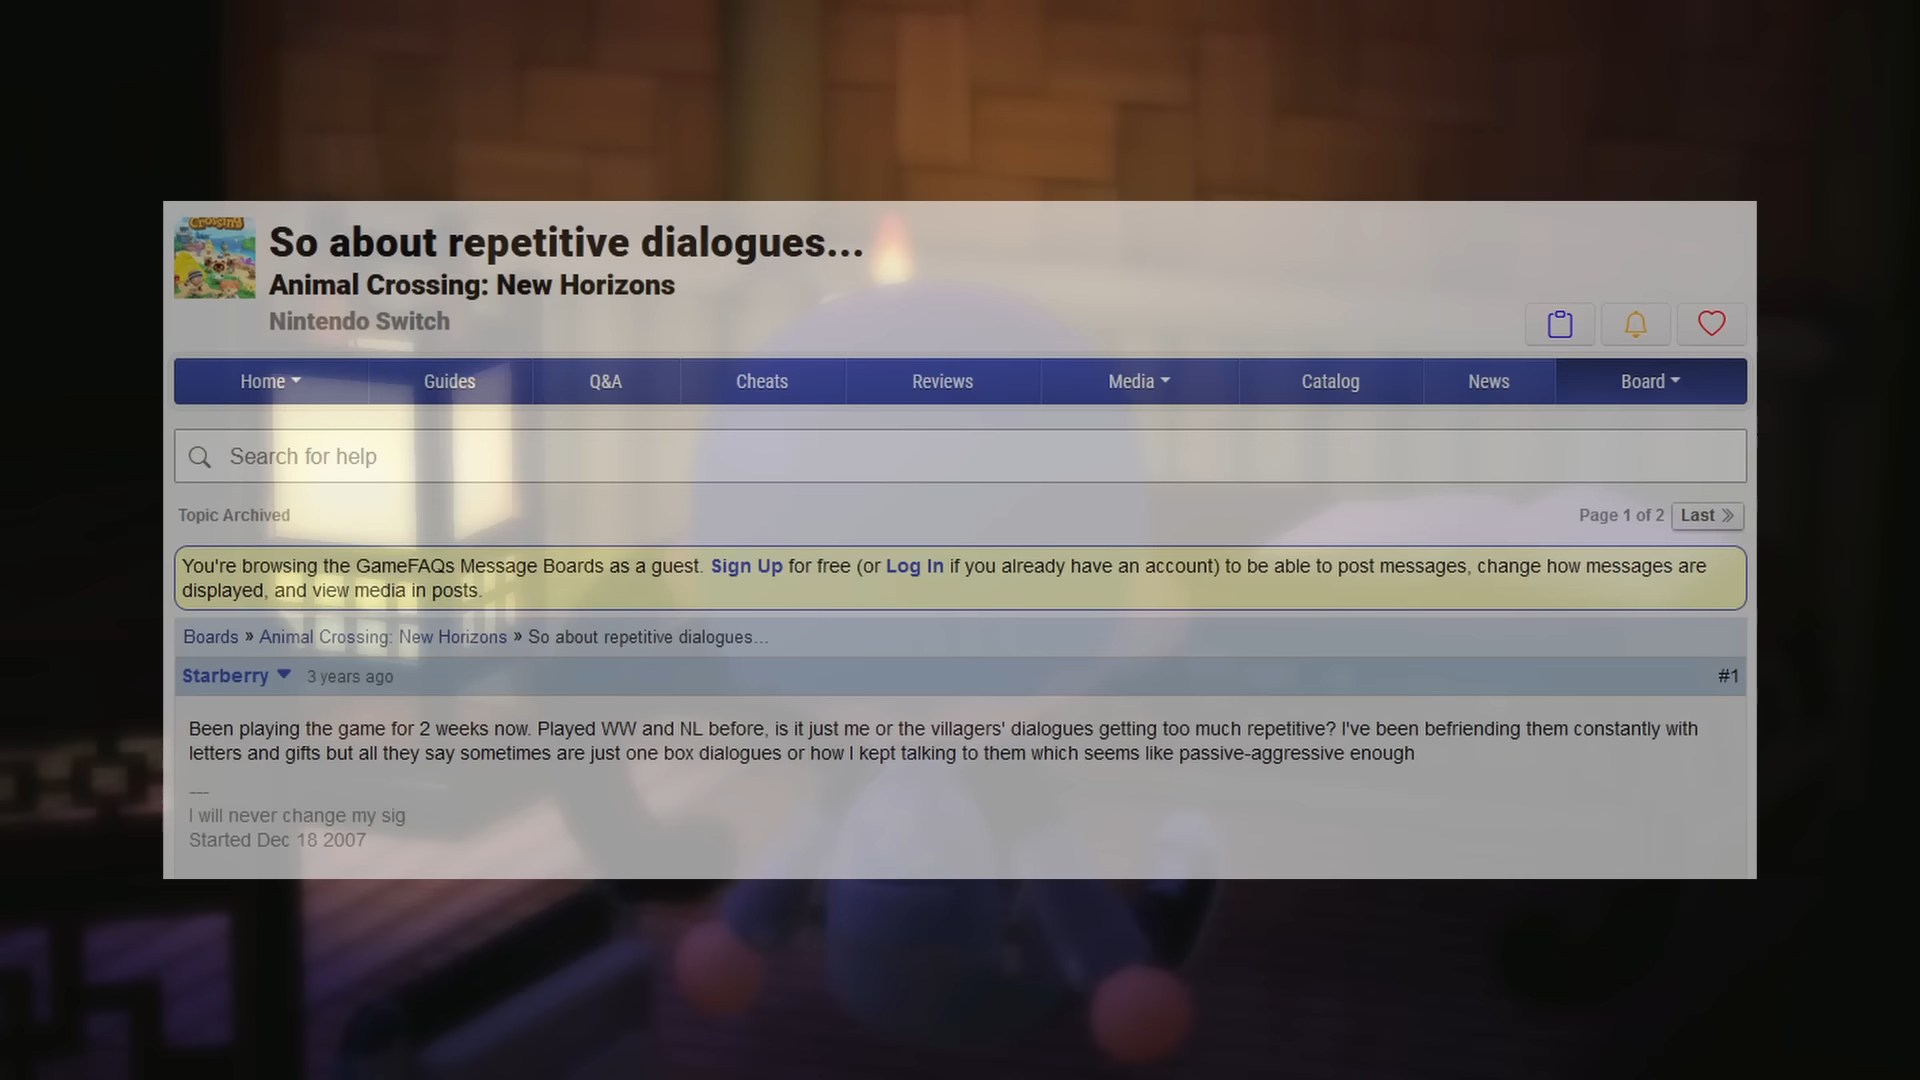 Crossing
So about repetitive dialogues...
Animal Crossing: New Horizons
Nintendo Switch
Home Guides Q&A Cheats Reviews Media Catalog News Board
Search for help
Topic Archived Page 1 of 2 Last
You're browsing the GameFAQs Message Boards as a guest. Sign Up for free (or Log In if you already have an account) to be able to post messages, change how messages are
displayed, and view media in posts.
Boards » Animal Crossing: New Horizons » So about repetitive dialogues...
Starberry 3 years ago #1
Been playing the game for 2 weeks now. Played WW and NL before, is it just me or the villagers' dialogues getting too much repetitive? I've been befriending them constantly with
letters and gifts but all they say sometimes are just one box dialogues or how I kept talking to them which seems like passive-aggressive enough
---
I will never change my sig
Started Dec 18 2007